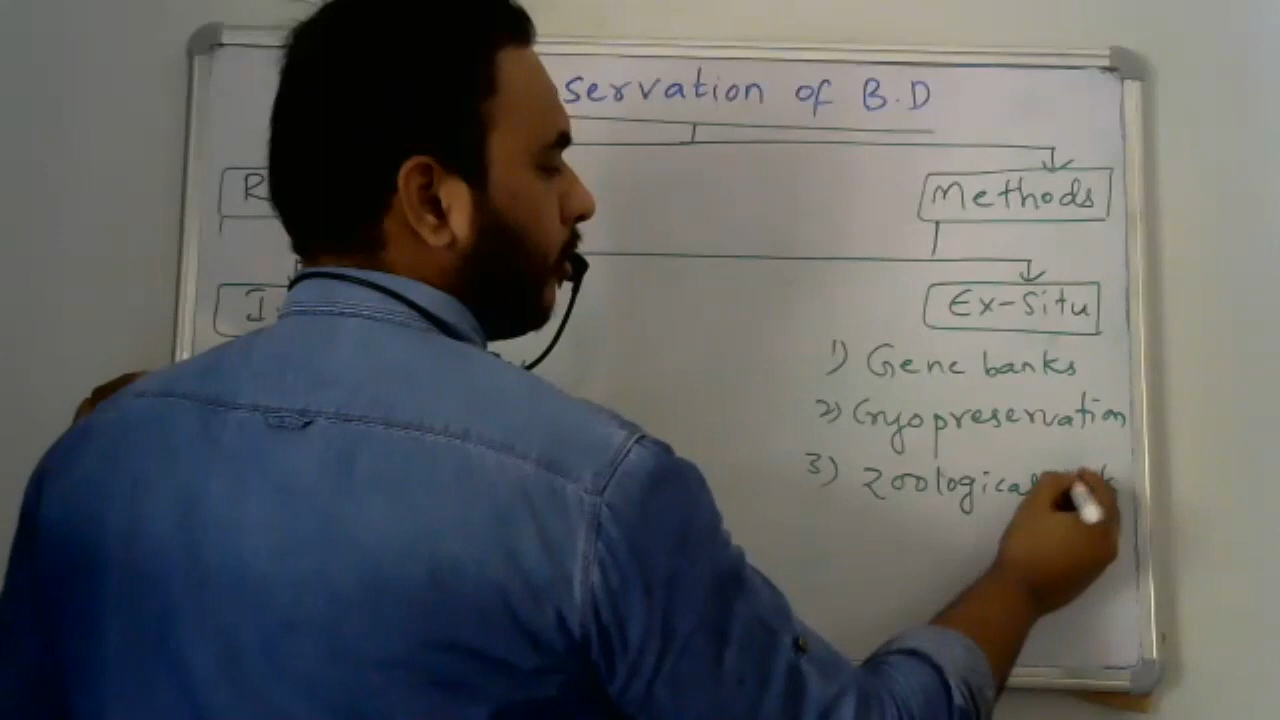 servation of B.D
R
Methods
I
Ex-Situ
1) Gene banks
2) Cryopreservation
3) Zoological